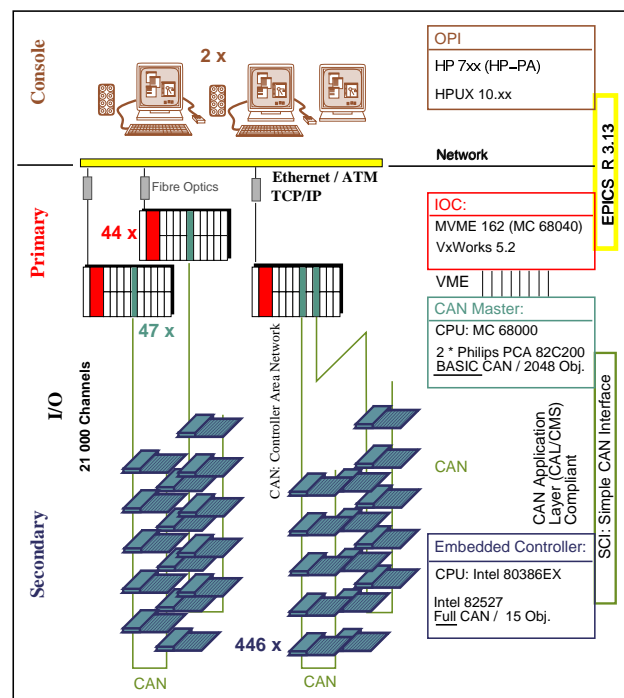 Console
2 x
OPI
HP 7xx (HP–PA)
HPUX 10.xx
Network
EPICS R 3.13
Ethernet / ATM
TCP/IP
Fibre Optics
Primary
44 x
47 x
IOC:
MVME 162 (MC 68040)
VxWorks 5.2
VME
CAN Master:
CPU: MC 68000
2 * Philips PCA 82C200
BASIC CAN / 2048 Obj.
I/O
21 000 Channels
CAN: Controller Area Network
CAN
CAN Application
Layer (CAL/CMS)
Compliant
SCI: Simple CAN Interface
Secondary
Embedded Controller:
CPU: Intel 80386EX
Intel 82527
Full CAN / 15 Obj.
446 x
CAN
CAN